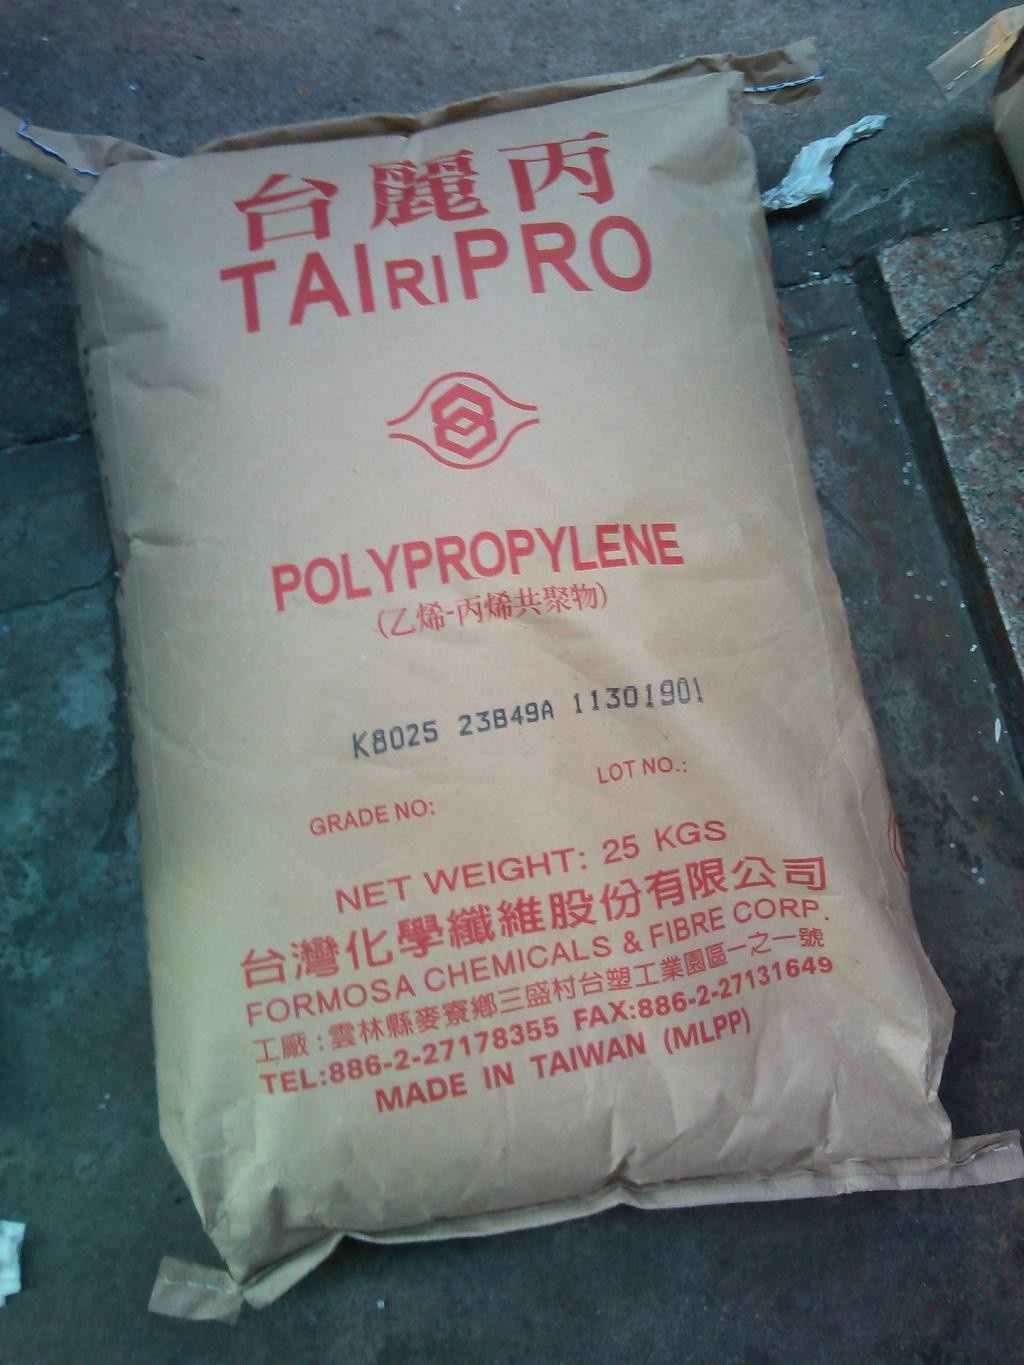 台麗丙
TAIRIPRO
POLYPROPYLENE
(乙烯-丙烯共聚物)
K8025 23B49A 11301901
GRADE NO: LOT NO.:
NET WEIGHT: 25 KGS
台灣化學纖維股份有限公司
FORMOSA CHEMICALS & FIBRE CORP.
工廠:雲林縣麥寮鄉三盛村台塑工業園區一之一號
TEL:886-2-27178355 FAX:886-2-27131649
MADE IN TAIWAN (MLPP)